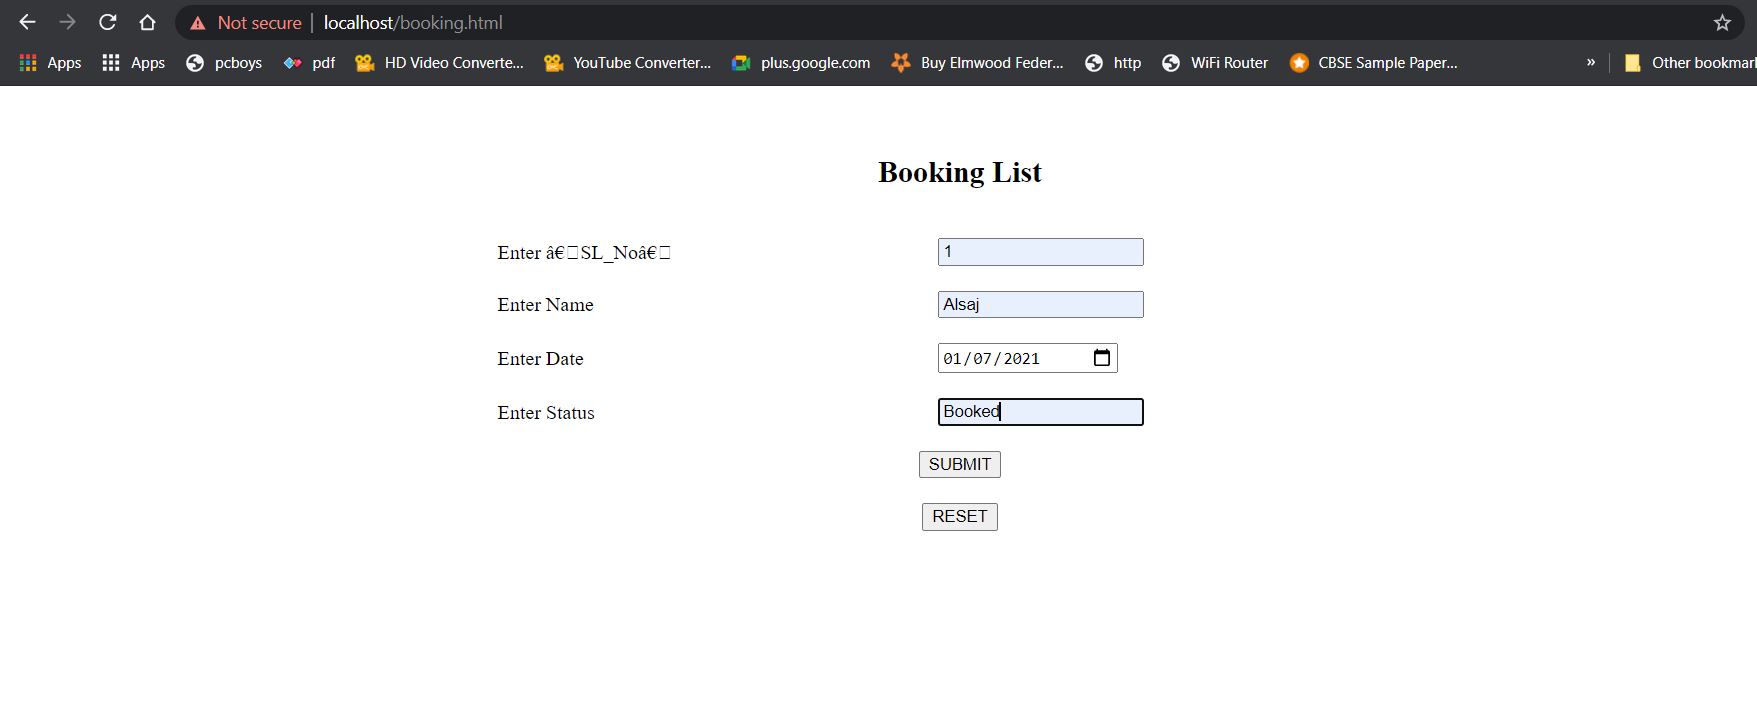 Not secure | localhost/booking.html
Apps Apps pcboys pdf HD Video Converte... YouTube Converter... plus.google.com Buy Elmwood Feder... http WiFi Router CBSE Sample Paper... » Other bookmark
Booking List
Enter â€□SL_Noâ€□ 1
Enter Name Alsaj
Enter Date 01/07/2021
Enter Status Booked
SUBMIT
RESET